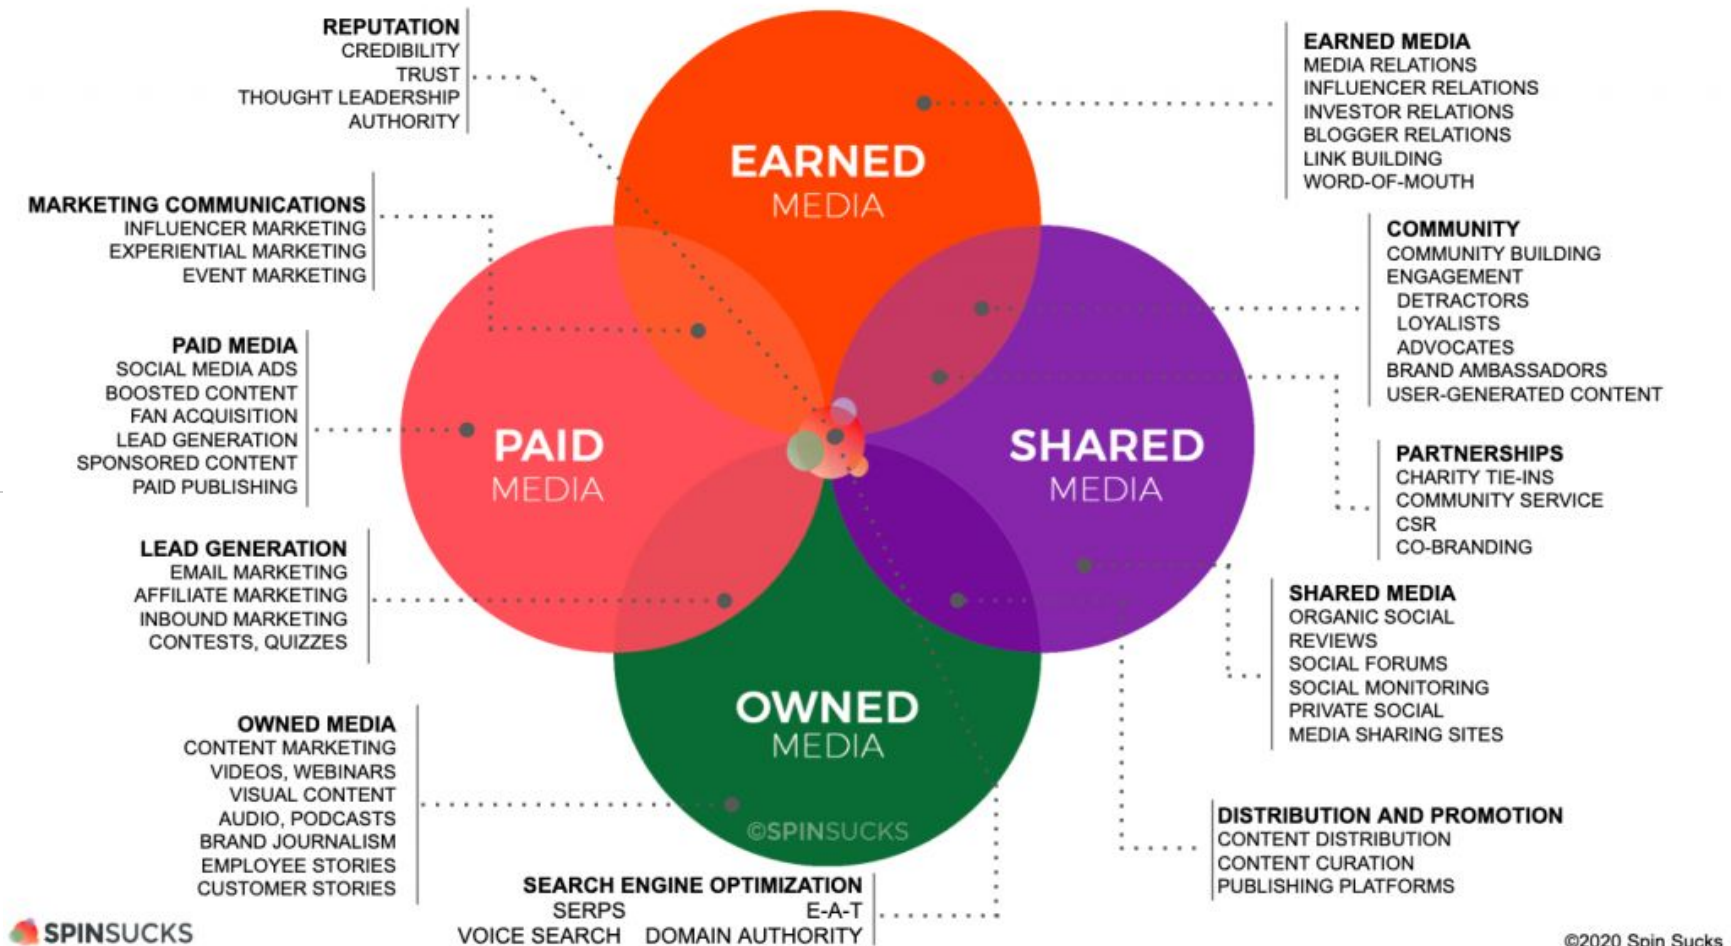 REPUTATION
CREDIBILITY
TRUST
THOUGHT LEADERSHIP
AUTHORITY
MARKETING COMMUNICATIONS
INFLUENCER MARKETING
EXPERIENTIAL MARKETING
EVENT MARKETING
PAID MEDIA
SOCIAL MEDIA ADS
BOOSTED CONTENT
FAN ACQUISITION
LEAD GENERATION
SPONSORED CONTENT
PAID PUBLISHING
LEAD GENERATION
EMAIL MARKETING
AFFILIATE MARKETING
INBOUND MARKETING
CONTESTS, QUIZZES
OWNED MEDIA
CONTENT MARKETING
VIDEOS, WEBINARS
VISUAL CONTENT
AUDIO, PODCASTS
BRAND JOURNALISM
EMPLOYEE STORIES
CUSTOMER STORIES
EARNED
MEDIA
PAID
MEDIA
SHARED
MEDIA
OWNED
MEDIA
©SPINSUCKS
SEARCH ENGINE OPTIMIZATION
SERPS E-A-T
VOICE SEARCH DOMAIN AUTHORITY
EARNED MEDIA
MEDIA RELATIONS
INFLUENCER RELATIONS
INVESTOR RELATIONS
BLOGGER RELATIONS
LINK BUILDING
WORD-OF-MOUTH
COMMUNITY
COMMUNITY BUILDING
ENGAGEMENT
DETRACTORS
LOYALISTS
ADVOCATES
BRAND AMBASSADORS
USER-GENERATED CONTENT
PARTNERSHIPS
CHARITY TIE-INS
COMMUNITY SERVICE
CSR
CO-BRANDING
SHARED MEDIA
ORGANIC SOCIAL
REVIEWS
SOCIAL FORUMS
SOCIAL MONITORING
PRIVATE SOCIAL
MEDIA SHARING SITES
DISTRIBUTION AND PROMOTION
CONTENT DISTRIBUTION
CONTENT CURATION
PUBLISHING PLATFORMS
SPINSUCKS
©2020 Spin Sucks